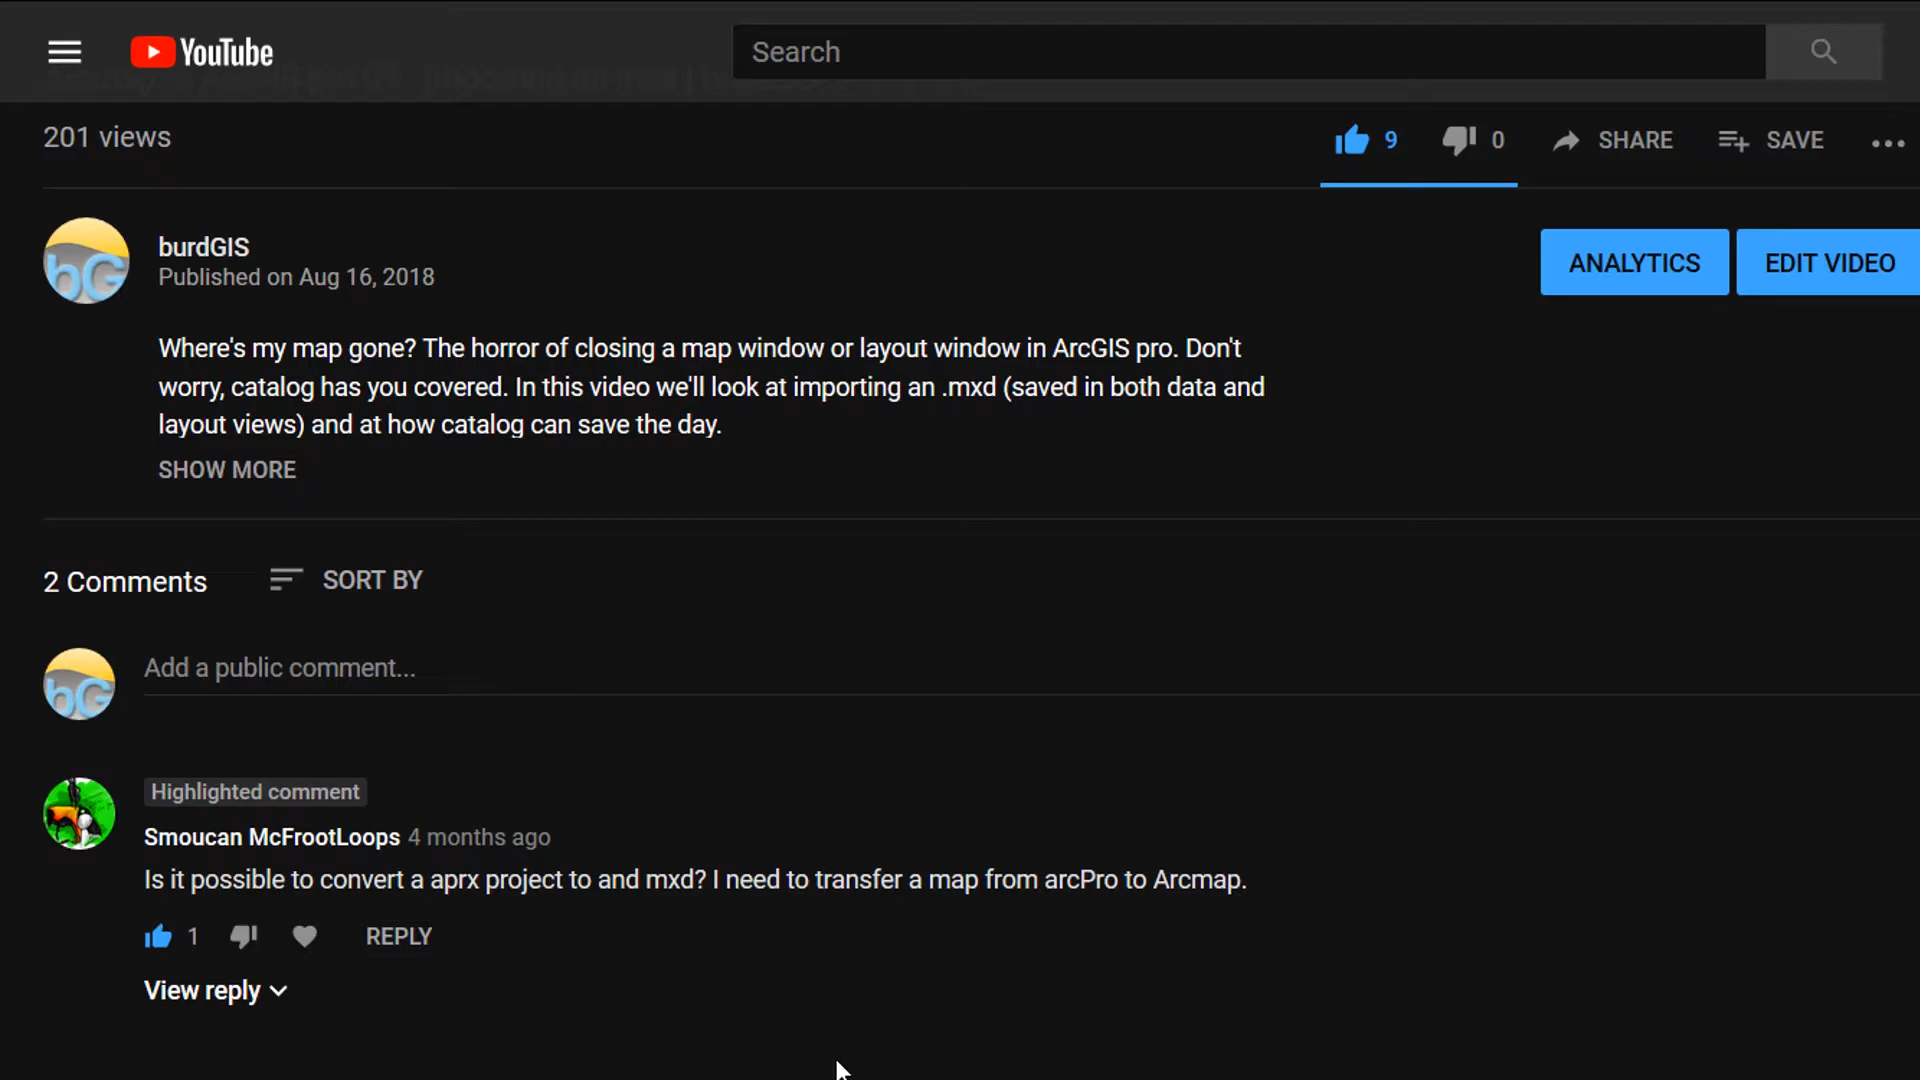 YouTube
Search
201 views
9
0
SHARE
SAVE
burdGIS
Published on Aug 16, 2018
ANALYTICS
EDIT VIDEO
Where's my map gone? The horror of closing a map window or layout window in ArcGIS pro. Don't
worry, catalog has you covered. In this video we'll look at importing an .mxd (saved in both data and
layout views) and at how catalog can save the day.
SHOW MORE
2 Comments
SORT BY
bG
Add a public comment...
Highlighted comment
Smoucan McFrootLoops 4 months ago
Is it possible to convert a aprx project to and mxd? I need to transfer a map from arcPro to Arcmap.
1
REPLY
View reply